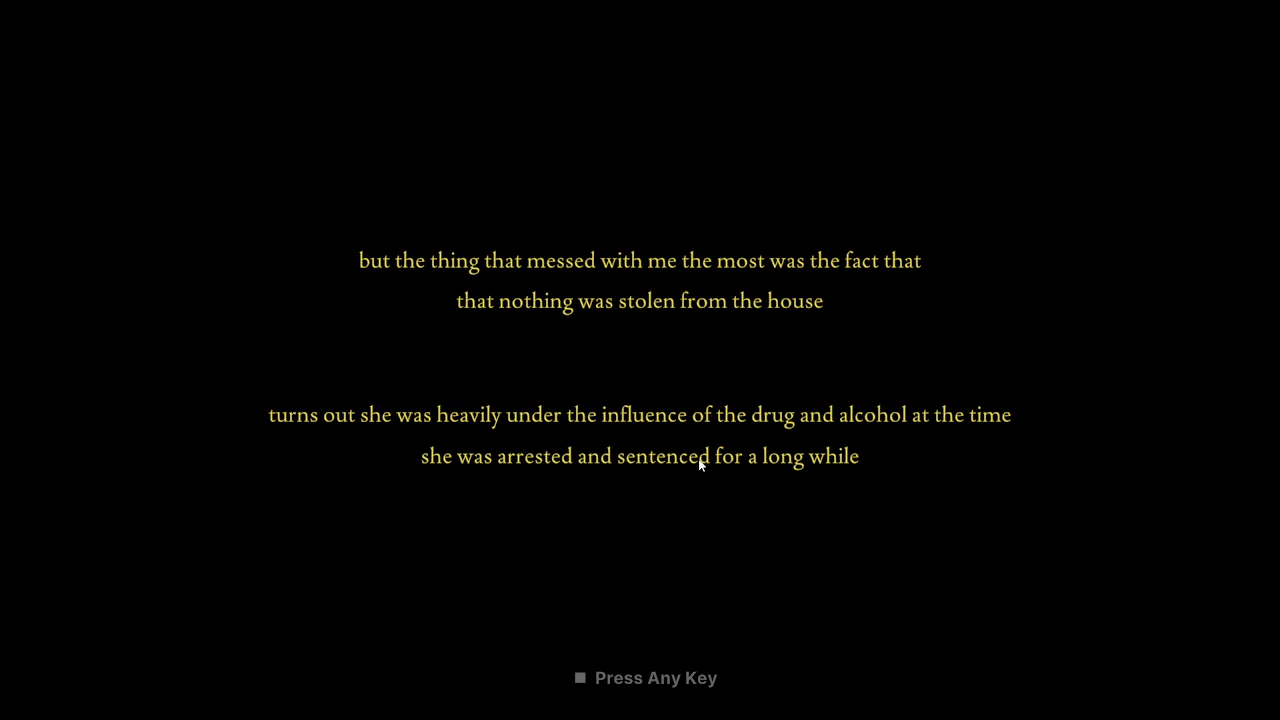 but the thing that messed with me the most was the fact that
that nothing was stolen from the house
turns out she was heavily under the influence of the drug and alcohol at the time
she was arrested and sentenced for a long while
Press Any Key